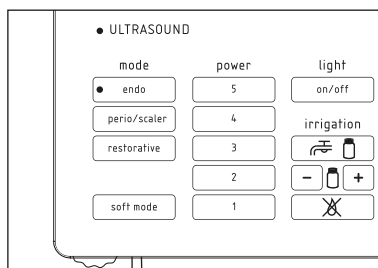 ULTRASOUND
mode power light
endo 5 on/off
perio/scaler 4 irrigation
restorative 3
2 - +
soft mode 1